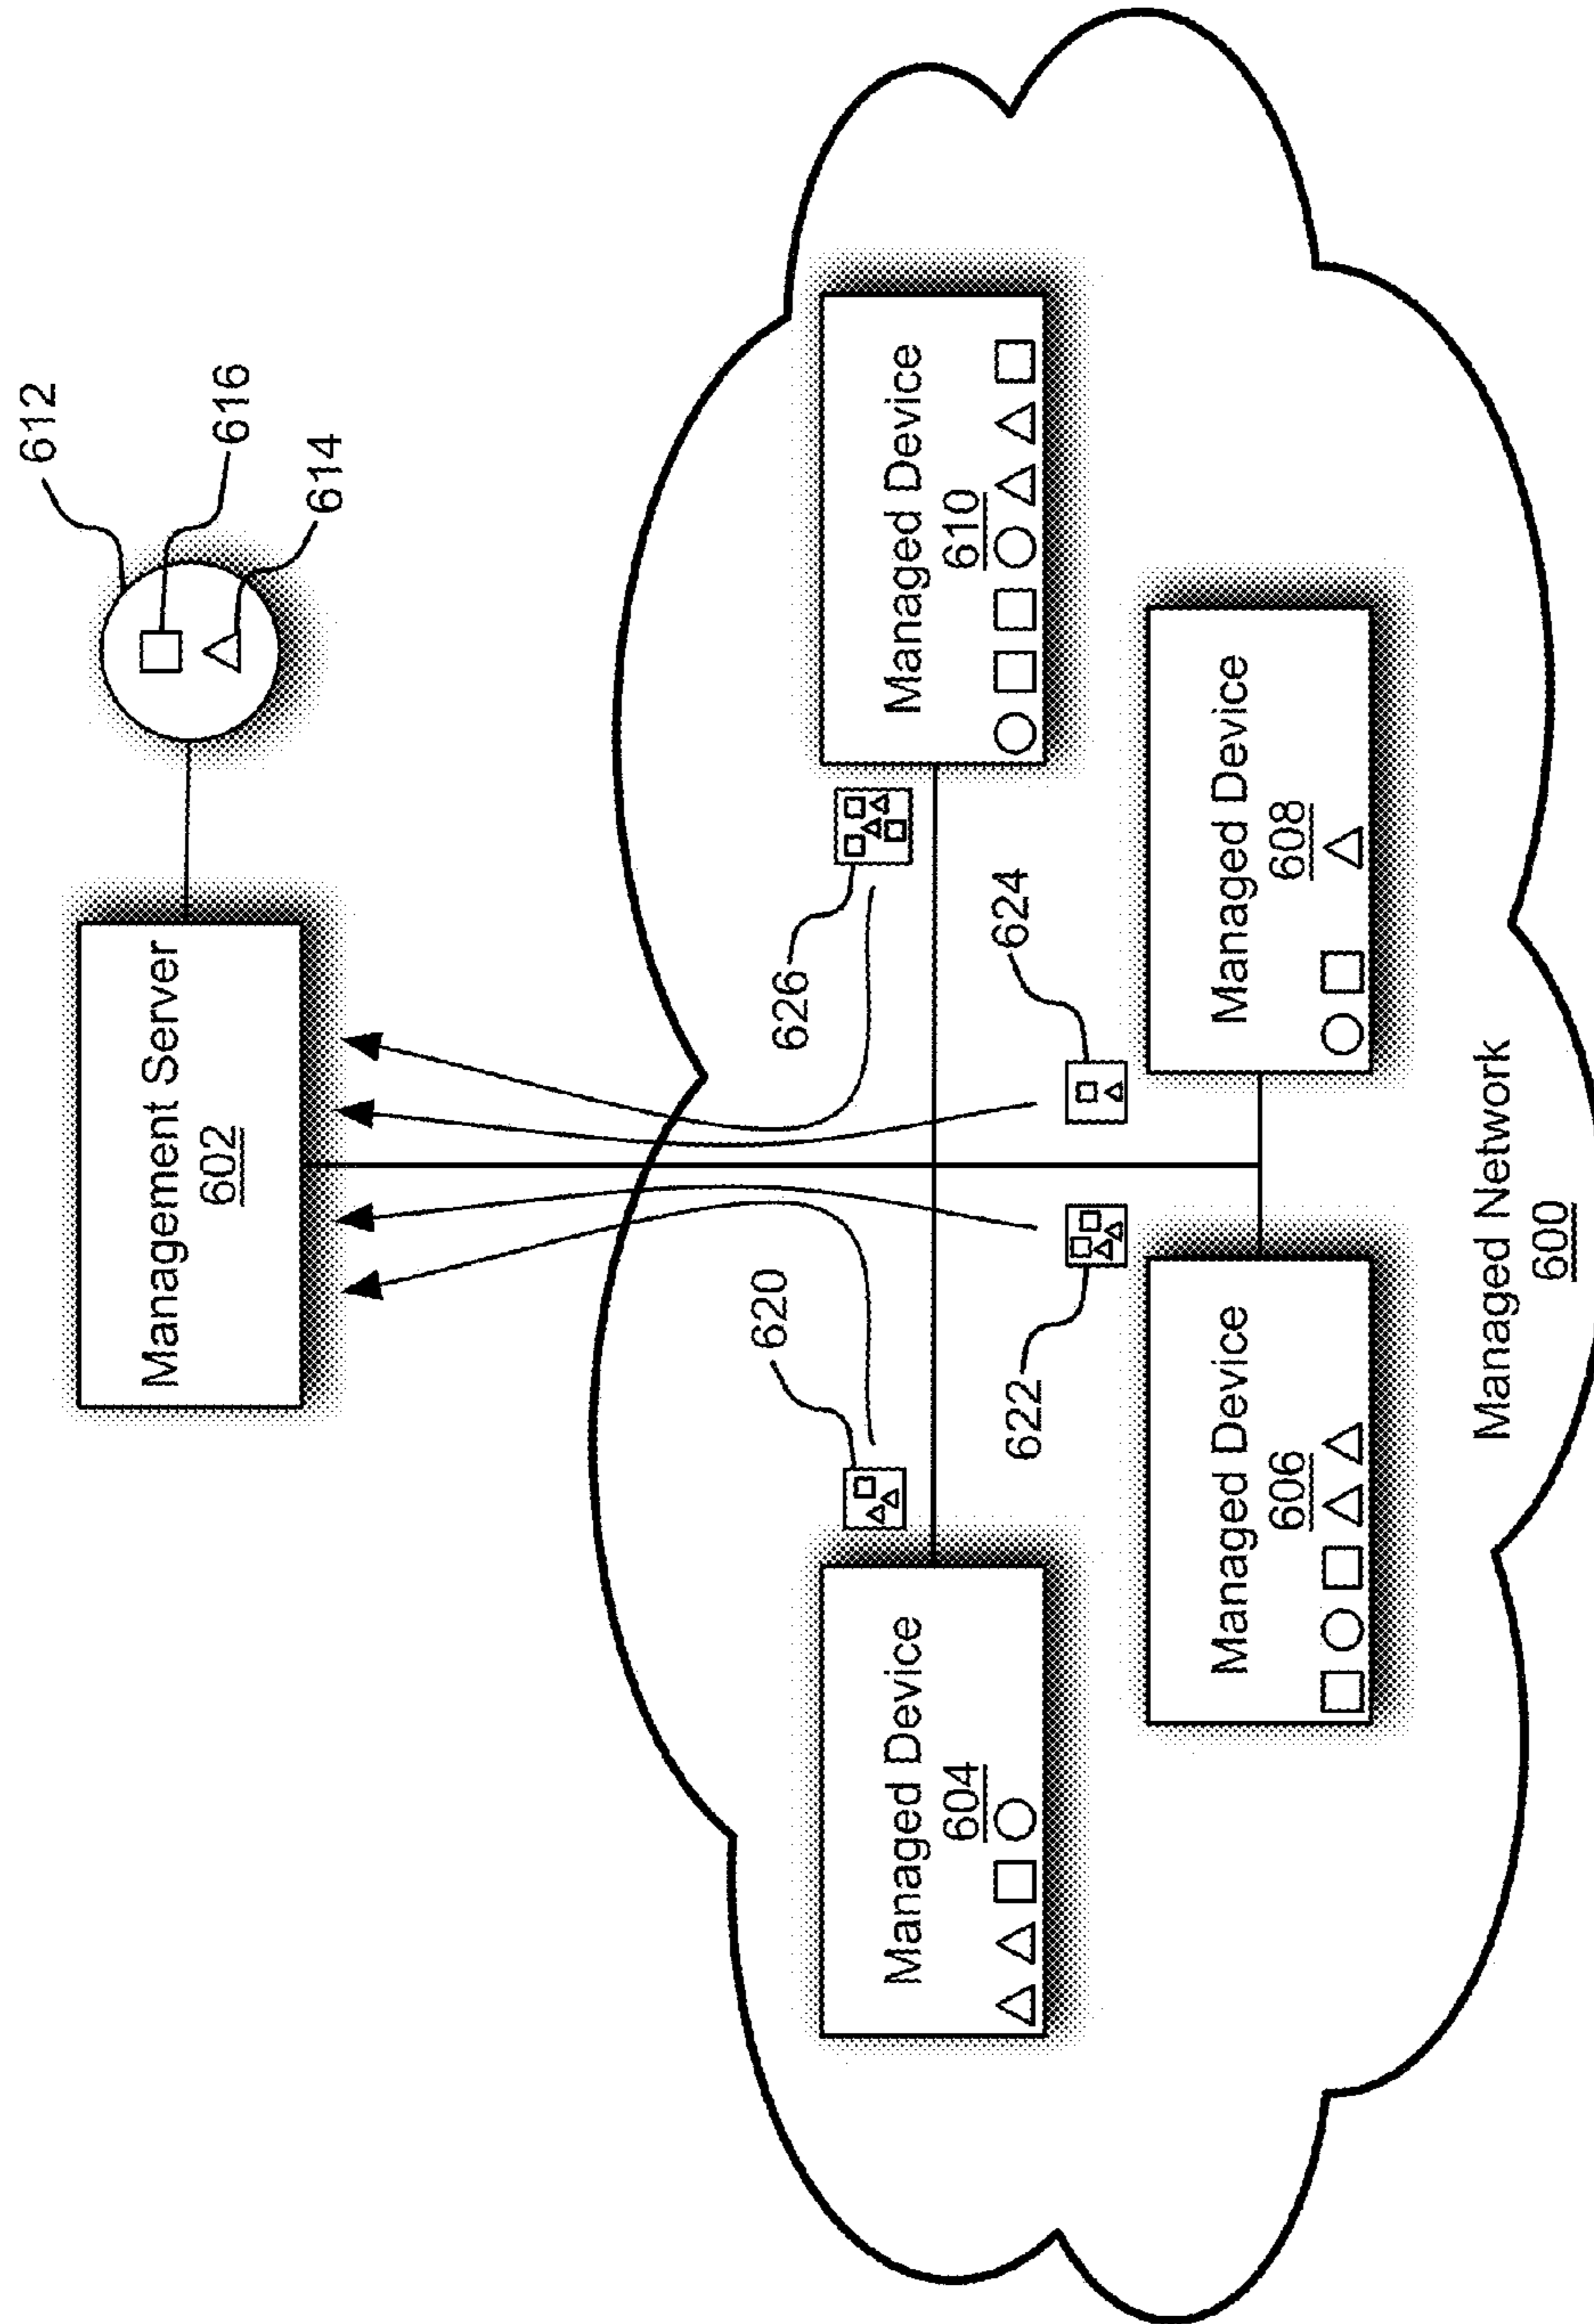 612
616
614
Management Server
602
620
626
Managed Device
604
Managed Device
610
622
624
Managed Device
606
Managed Device
608
Managed Network
600